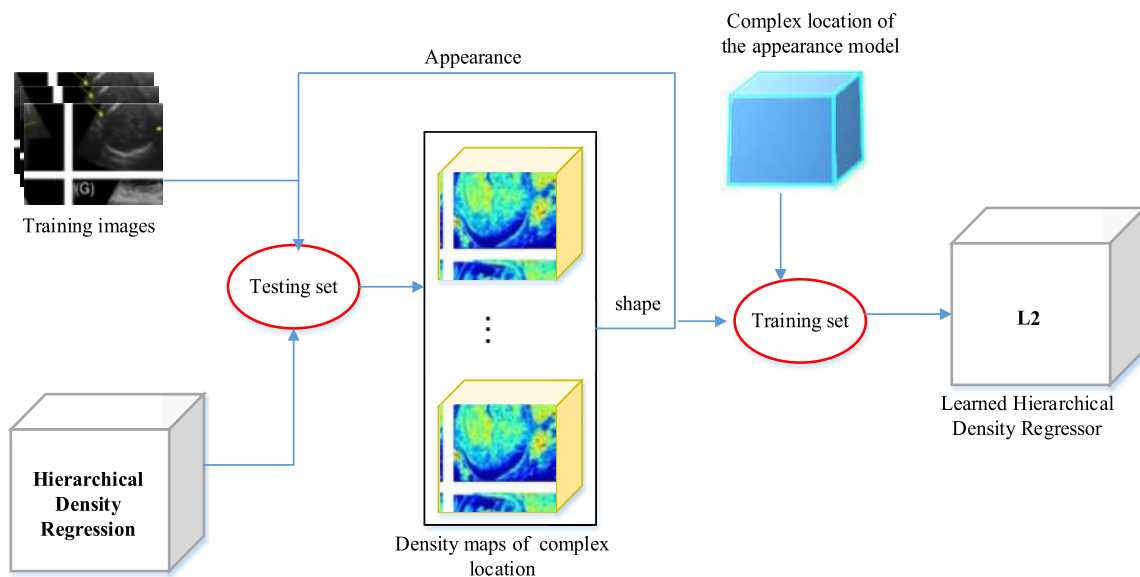 Complex location of
the appearance model
Appearance
(G)
Training images
Testing set
shape
Training set
L2
Learned Hierarchical
Density Regressor
Hierarchical
Density
Regression
Density maps of complex
location